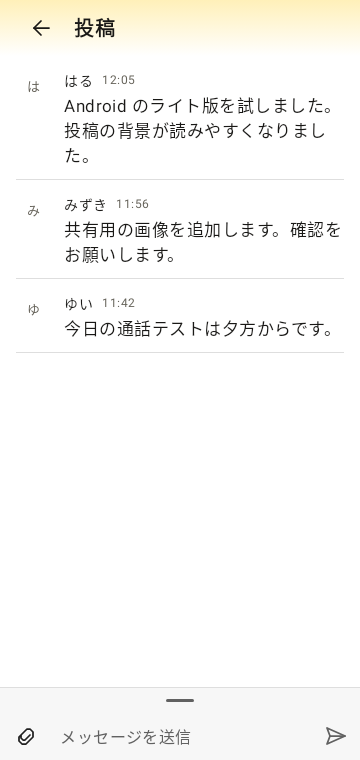 投稿
は
はる 12:05
Android のライト版を試しました。
投稿の背景が読みやすくなりまし
た。
み
みずき 11:56
共有用の画像を追加します。確認を
お願いします。
ゆ
ゆい 11:42
今日の通話テストは夕方からです。
メッセージを送信